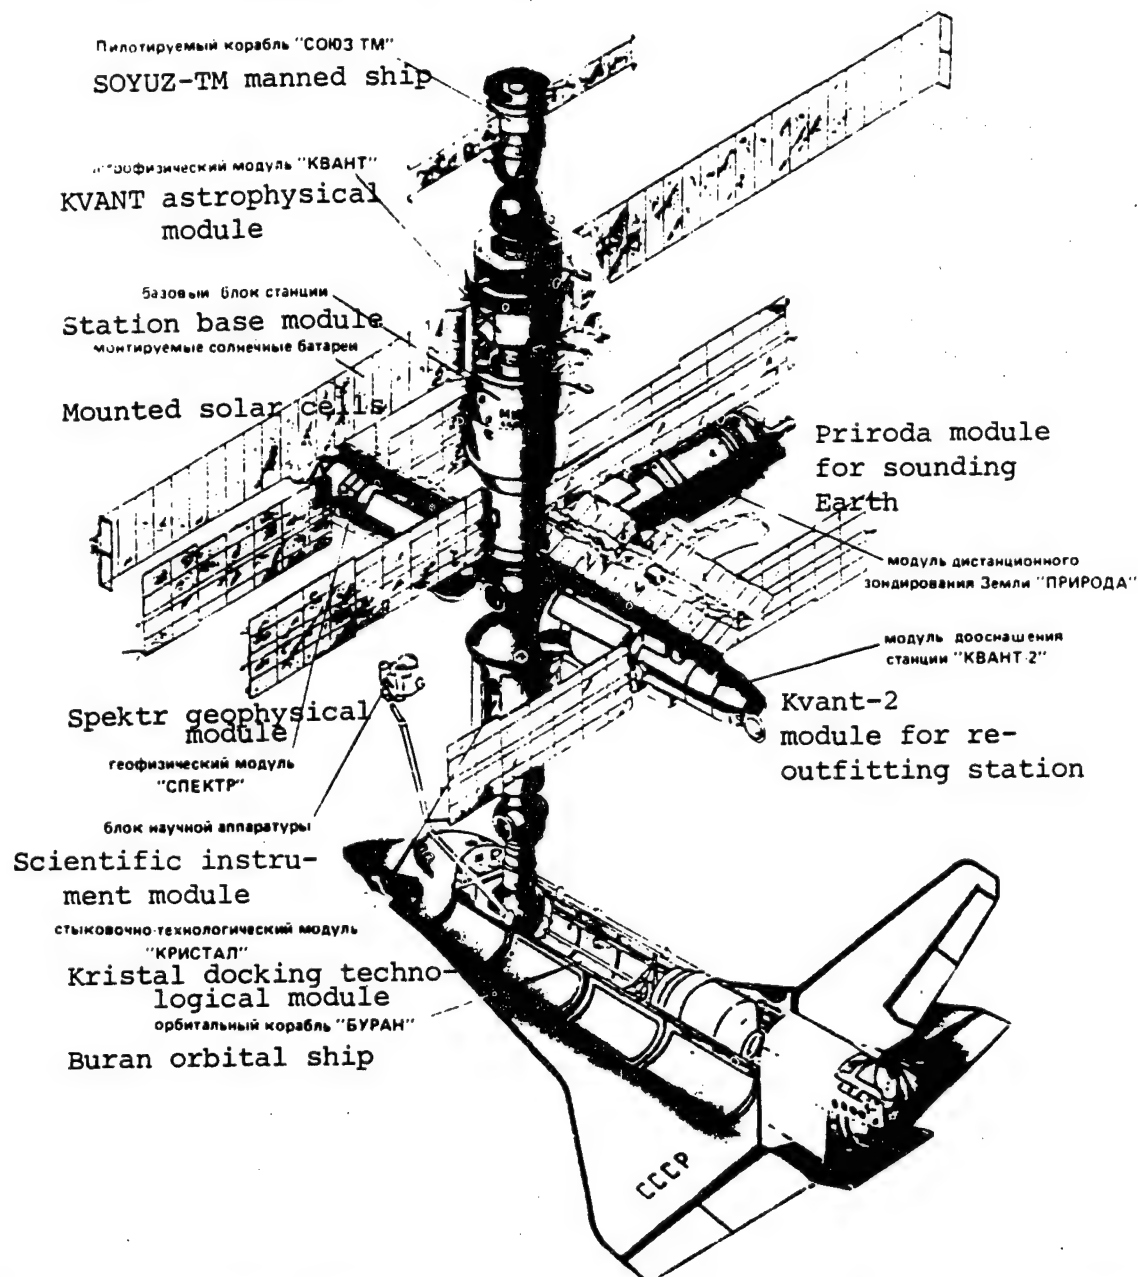 Пилотируемый корабль "СОЮЗ ТМ"
SOYUZ-TM manned ship
модуль "КВАНТ"
KVANT astrophysical
module
базовый блок станции
Station base module
монтируемые солнечные батареи
Mounted solar cells
Priroda module
for sounding
Earth
модуль дистанционного
зондирования Земли "ПРИРОДА"
модуль дооснащения
станции "КВАНТ-2"
Kvant-2
module for re-
outfitting station
Spektr geophysical
module
геофизический модуль
"СПЕКТР"
блок научной аппаратуры
Scientific instru-
ment module
стыковочно-технологический модуль
"КРИСТАЛ"
Kristal docking techno-
logical module
орбитальный корабль "БУРАН"
Buran orbital ship
СССР